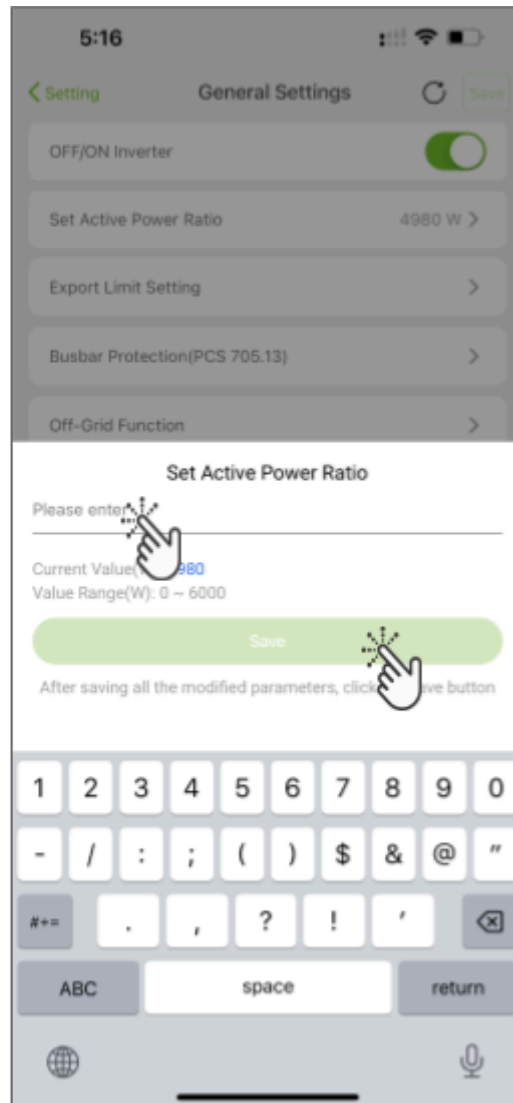 5:16
Setting General Settings Save
OFF/ON Inverter
Set Active Power Ratio 4980 W
Export Limit Setting
Busbar Protection(PCS 705.13)
Off-Grid Function
Set Active Power Ratio
Please enter
Current 980
Value Range(W): 0 ~ 6000
Save
After saving all the modified parameters, button
1 2 3 4 5 6 7 8 9 0
- / : ; ( ) $ & @ "
#+= . , ? ! '
ABC space return